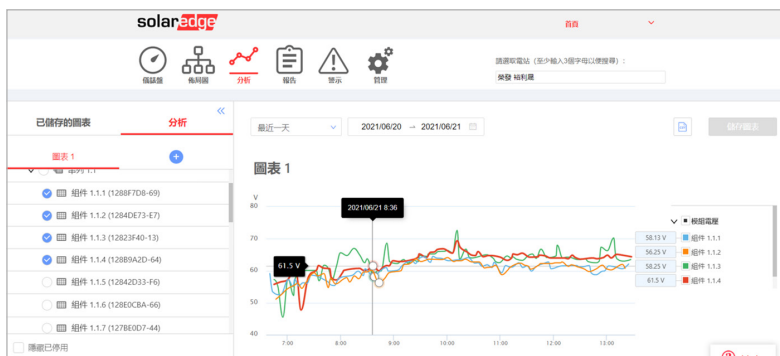 solaredge
首頁
儀錶盤
佈局圖
分析
報告
警示
管理
請選取電站（至少輸入3個字母以便搜尋）：
榮發 裕利羅
已儲存的圖表
分析
最近一天
2021/06/20 → 2021/06/21
儲存圖表
圖表 1
圖表 1
組件 1.1.1 (1288F7D8-69)
組件 1.1.2 (1284DE73-E7)
組件 1.1.3 (12823F40-13)
組件 1.1.4 (128B9A2D-64)
組件 1.1.5 (12842D33-F6)
組件 1.1.6 (128E0CBA-66)
組件 1.1.7 (127BE0D7-44)
隱藏已停用
V
80
70
60
50
40
2021/06/21 8:36
61.5 V
7:00 8:00 9:00 10:00 11:00 12:00 13:00
模組電壓
58.13 V 組件 1.1.1
56.25 V 組件 1.1.2
58.25 V 組件 1.1.3
61.5 V 組件 1.1.4